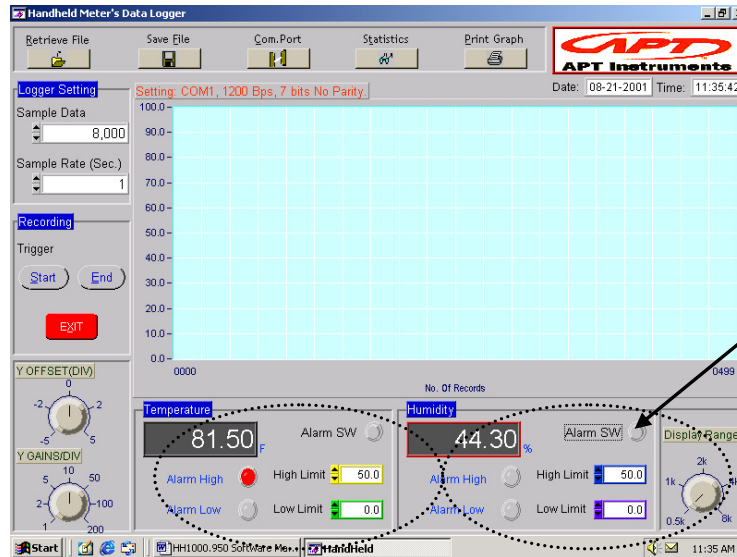 Handheld Meter's Data Logger
Retrieve File Save File Com.Port Statistics Print Graph
APT
APT Instruments
Logger Setting
Setting: COM1, 1200 Bps, 7 bits No Parity.
Date: 08-21-2001 Time: 11:35:42
Sample Data
8,000
Sample Rate (Sec.)
1
Recording
Trigger
Start End
EXIT
100.0
90.0
80.0
70.0
60.0
50.0
40.0
30.0
20.0
10.0
0.0
0000 0499
No. Of Records
Y OFFSET(DIV)
0
-2 2
-5 5
Y GAINS/DIV
10
5 50
2 100
1 200
Temperature
81.50 F
Alarm SW
Alarm High High Limit 50.0
Alarm Low Low Limit 0.0
Humidity
44.30 %
Alarm SW
Alarm High High Limit 50.0
Alarm Low Low Limit 0.0
Display Range
2k
1k 4k
0.5k 8k
Start HH1000.950 Software Man... HandHeld 11:35 AM